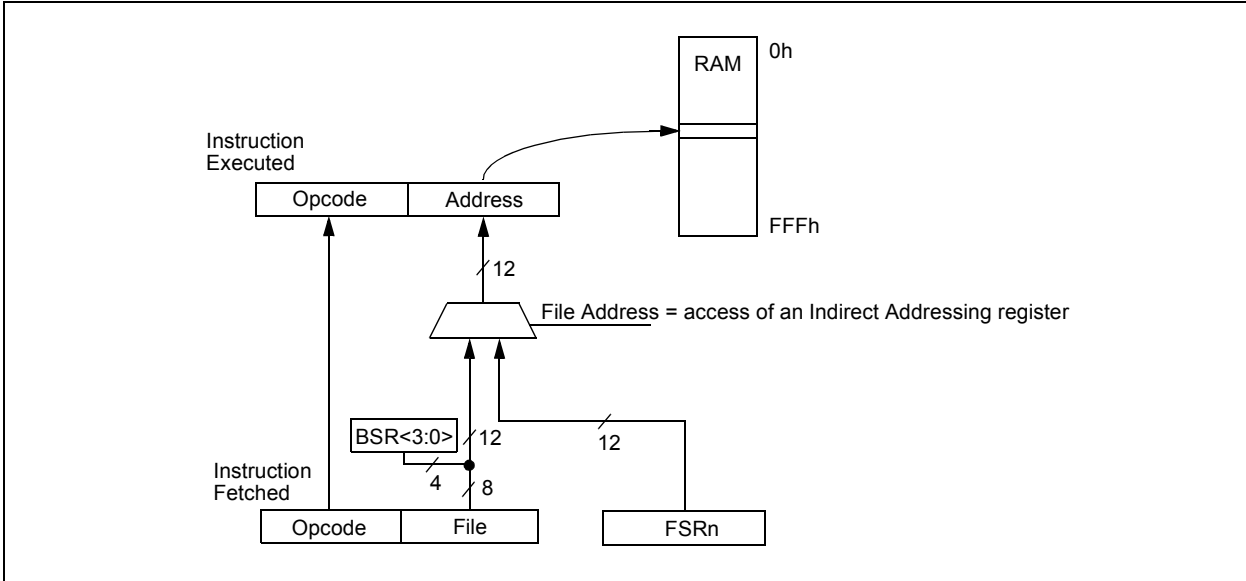 RAM
0h
Instruction
Executed
Opcode
Address
FFFh
12
File Address = access of an Indirect Addressing register
BSR<3:0>
12
12
4
8
Instruction
Fetched
Opcode
File
FSRn